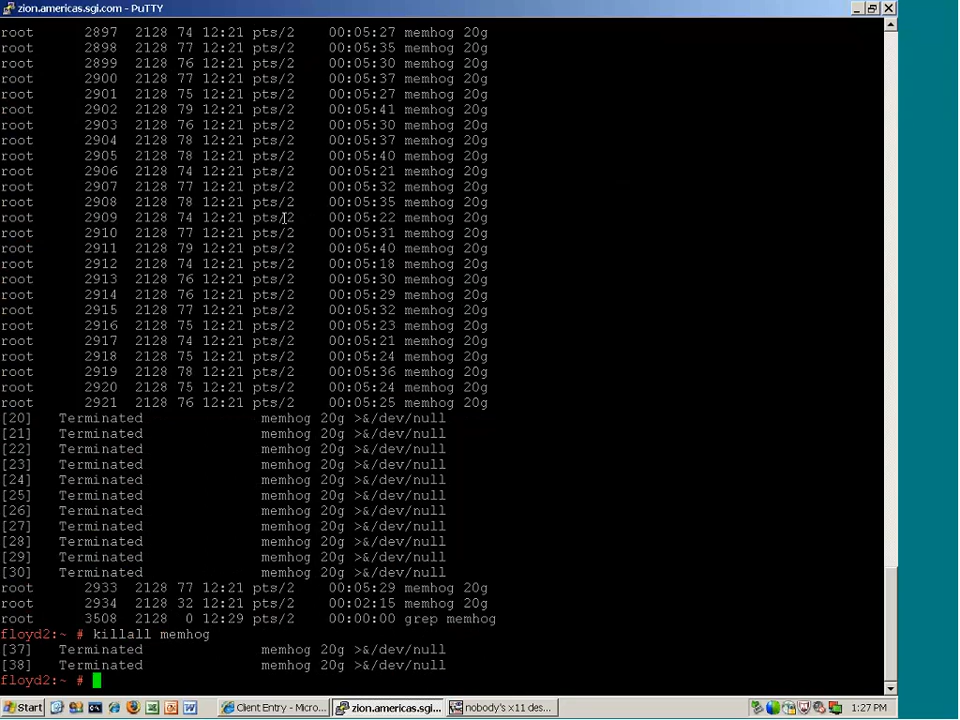 zion.americas.sgi.com - PuTTY
root 2897 2128 74 12:21 pts/2 00:05:27 memhog 20g
root 2898 2128 77 12:21 pts/2 00:05:35 memhog 20g
root 2899 2128 76 12:21 pts/2 00:05:30 memhog 20g
root 2900 2128 77 12:21 pts/2 00:05:37 memhog 20g
root 2901 2128 75 12:21 pts/2 00:05:27 memhog 20g
root 2902 2128 79 12:21 pts/2 00:05:41 memhog 20g
root 2903 2128 76 12:21 pts/2 00:05:30 memhog 20g
root 2904 2128 78 12:21 pts/2 00:05:37 memhog 20g
root 2905 2128 78 12:21 pts/2 00:05:40 memhog 20g
root 2906 2128 74 12:21 pts/2 00:05:21 memhog 20g
root 2907 2128 77 12:21 pts/2 00:05:32 memhog 20g
root 2908 2128 78 12:21 pts/2 00:05:35 memhog 20g
root 2909 2128 74 12:21 pts/2 00:05:22 memhog 20g
root 2910 2128 77 12:21 pts/2 00:05:31 memhog 20g
root 2911 2128 79 12:21 pts/2 00:05:40 memhog 20g
root 2912 2128 74 12:21 pts/2 00:05:18 memhog 20g
root 2913 2128 76 12:21 pts/2 00:05:30 memhog 20g
root 2914 2128 76 12:21 pts/2 00:05:29 memhog 20g
root 2915 2128 77 12:21 pts/2 00:05:32 memhog 20g
root 2916 2128 75 12:21 pts/2 00:05:23 memhog 20g
root 2917 2128 74 12:21 pts/2 00:05:21 memhog 20g
root 2918 2128 75 12:21 pts/2 00:05:24 memhog 20g
root 2919 2128 78 12:21 pts/2 00:05:36 memhog 20g
root 2920 2128 75 12:21 pts/2 00:05:24 memhog 20g
root 2921 2128 76 12:21 pts/2 00:05:25 memhog 20g
[20] Terminated memhog 20g >&/dev/null
[21] Terminated memhog 20g >&/dev/null
[22] Terminated memhog 20g >&/dev/null
[23] Terminated memhog 20g >&/dev/null
[24] Terminated memhog 20g >&/dev/null
[25] Terminated memhog 20g >&/dev/null
[26] Terminated memhog 20g >&/dev/null
[27] Terminated memhog 20g >&/dev/null
[28] Terminated memhog 20g >&/dev/null
[29] Terminated memhog 20g >&/dev/null
[30] Terminated memhog 20g >&/dev/null
root 2933 2128 77 12:21 pts/2 00:05:29 memhog 20g
root 2934 2128 32 12:21 pts/2 00:02:15 memhog 20g
root 3508 2128 0 12:29 pts/2 00:00:00 grep memhog
floyd2:~ # killall memhog
[37] Terminated memhog 20g >&/dev/null
[38] Terminated memhog 20g >&/dev/null
floyd2:~ #
Start Client Entry - Micro... zion.americas.sgi... nobody's x11 des... 1:27 PM